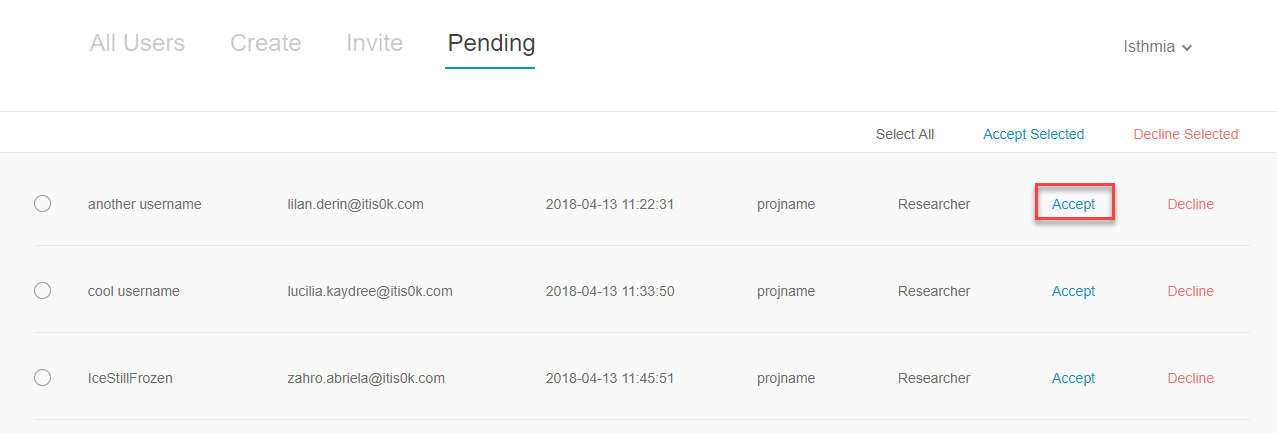 All Users Create Invite Pending Isthmia
Select All Accept Selected Decline Selected
another username lilan.derin@itis0k.com 2018-04-13 11:22:31 projname Researcher Accept Decline
cool username lucilia.kaydree@itis0k.com 2018-04-13 11:33:50 projname Researcher Accept Decline
IceStillFrozen zahro.abriela@itis0k.com 2018-04-13 11:45:51 projname Researcher Accept Decline